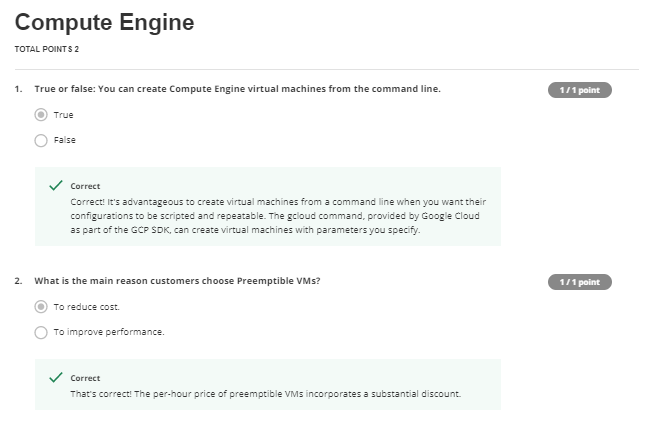 Compute Engine
TOTAL POINTS 2
1. True or false: You can create Compute Engine virtual machines from the command line.
1 / 1 point
True
False
Correct
Correct! It's advantageous to create virtual machines from a command line when you want their
configurations to be scripted and repeatable. The gcloud command, provided by Google Cloud
as part of the GCP SDK, can create virtual machines with parameters you specify.
2. What is the main reason customers choose Preemptible VMs?
1 / 1 point
To reduce cost.
To improve performance.
Correct
That's correct! The per-hour price of preemptible VMs incorporates a substantial discount.